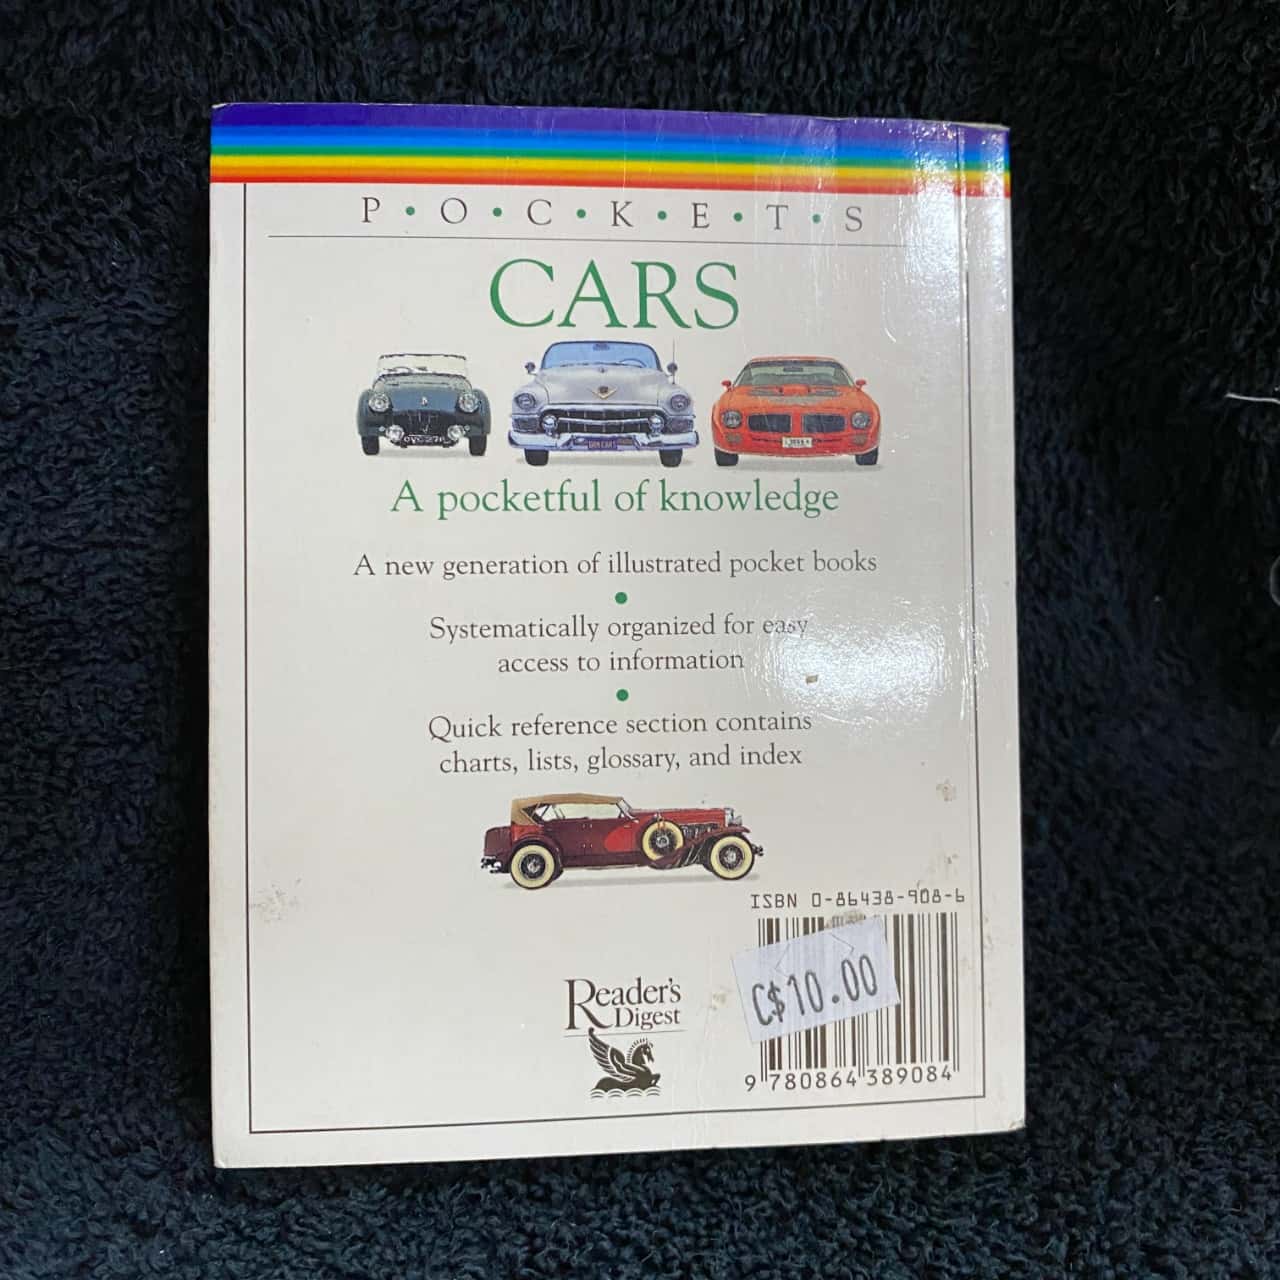 P • O • C • K • E • T • S
CARS
A pocketful of knowledge
A new generation of illustrated pocket books
•
Systematically organized for easy
access to information
•
Quick reference section contains
charts, lists, glossary, and index
ISBN 0-86438-908-6
C$10.00
Reader's
Digest
9 780864 389084